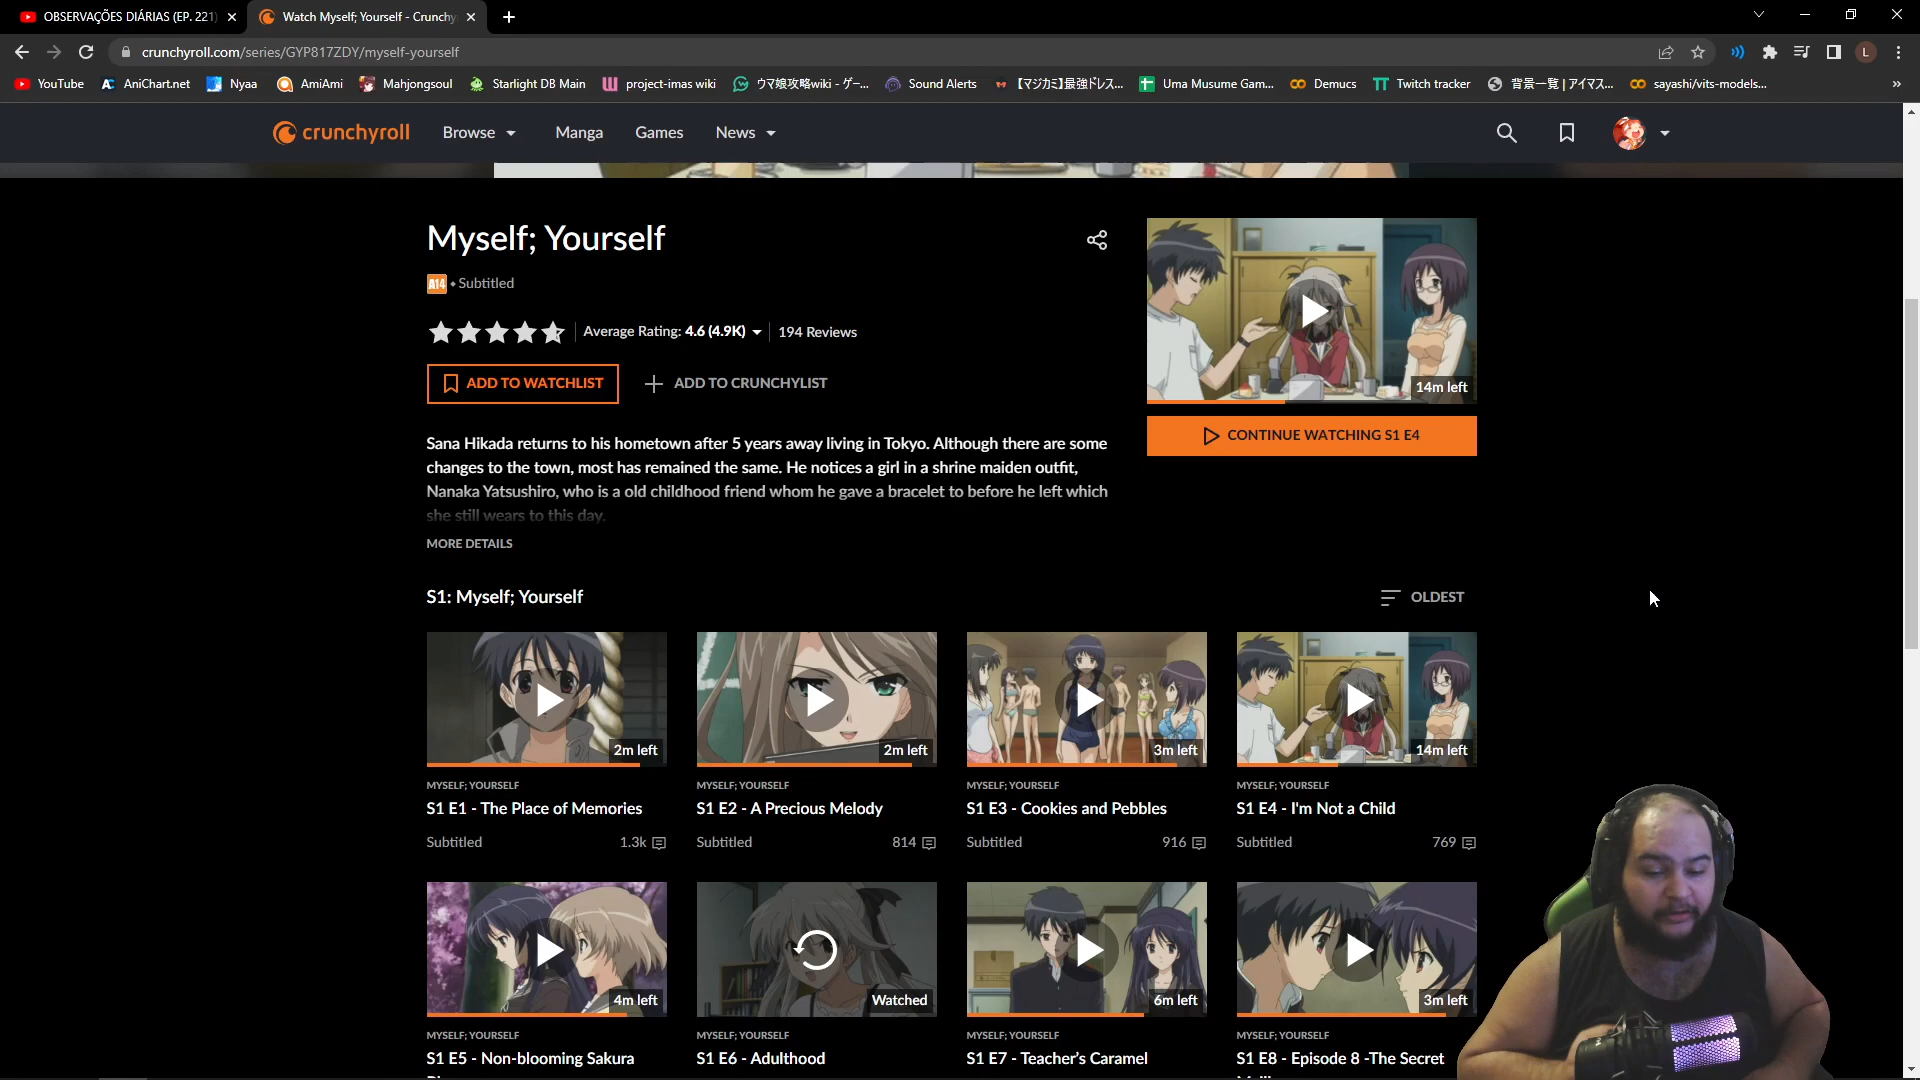 OBSERVAÇÕES DIÁRIAS (EP. 221)
Watch Myself; Yourself - Crunchy
crunchyroll.com/series/GYP817ZDY/myself-yourself
YouTube
AniChart.net
Nyaa
AmiAmi
Mahjongsoul
Starlight DB Main
project-imas wiki
ウマ娘攻略wiki - ゲー...
Sound Alerts
【マジカミ】最強ドレス...
Uma Musume Gam...
Demucs
Twitch tracker
背景一覧 | アイマス...
sayashi/vits-models...
crunchyroll
Browse
Manga
Games
News
L
Myself; Yourself
A14 • Subtitled
Average Rating: 4.6 (4.9K)
194 Reviews
ADD TO WATCHLIST
ADD TO CRUNCHYLIST
14m left
CONTINUE WATCHING S1 E4
Sana Hikada returns to his hometown after 5 years away living in Tokyo. Although there are some
changes to the town, most has remained the same. He notices a girl in a shrine maiden outfit,
Nanaka Yatsushiro, who is a old childhood friend whom he gave a bracelet to before he left which
she still wears to this day.
MORE DETAILS
S1: Myself; Yourself
OLDEST
2m left
2m left
3m left
14m left
MYSELF; YOURSELF
S1 E1 - The Place of Memories
Subtitled
1.3k
MYSELF; YOURSELF
S1 E2 - A Precious Melody
Subtitled
814
MYSELF; YOURSELF
S1 E3 - Cookies and Pebbles
Subtitled
916
MYSELF; YOURSELF
S1 E4 - I'm Not a Child
Subtitled
769
4m left
Watched
6m left
3m left
MYSELF; YOURSELF
S1 E5 - Non-blooming Sakura
MYSELF; YOURSELF
S1 E6 - Adulthood
MYSELF; YOURSELF
S1 E7 - Teacher's Caramel
MYSELF; YOURSELF
S1 E8 - Episode 8 -The Secret